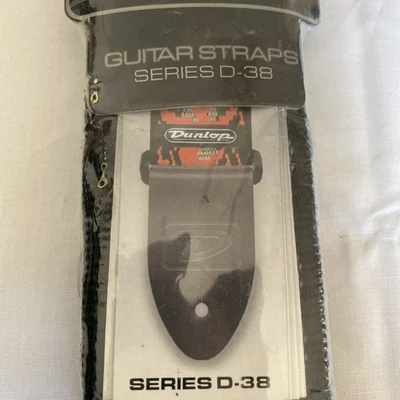 GUITAR STRAPS
SERIES D-38
Dunlop
SERIES D-38